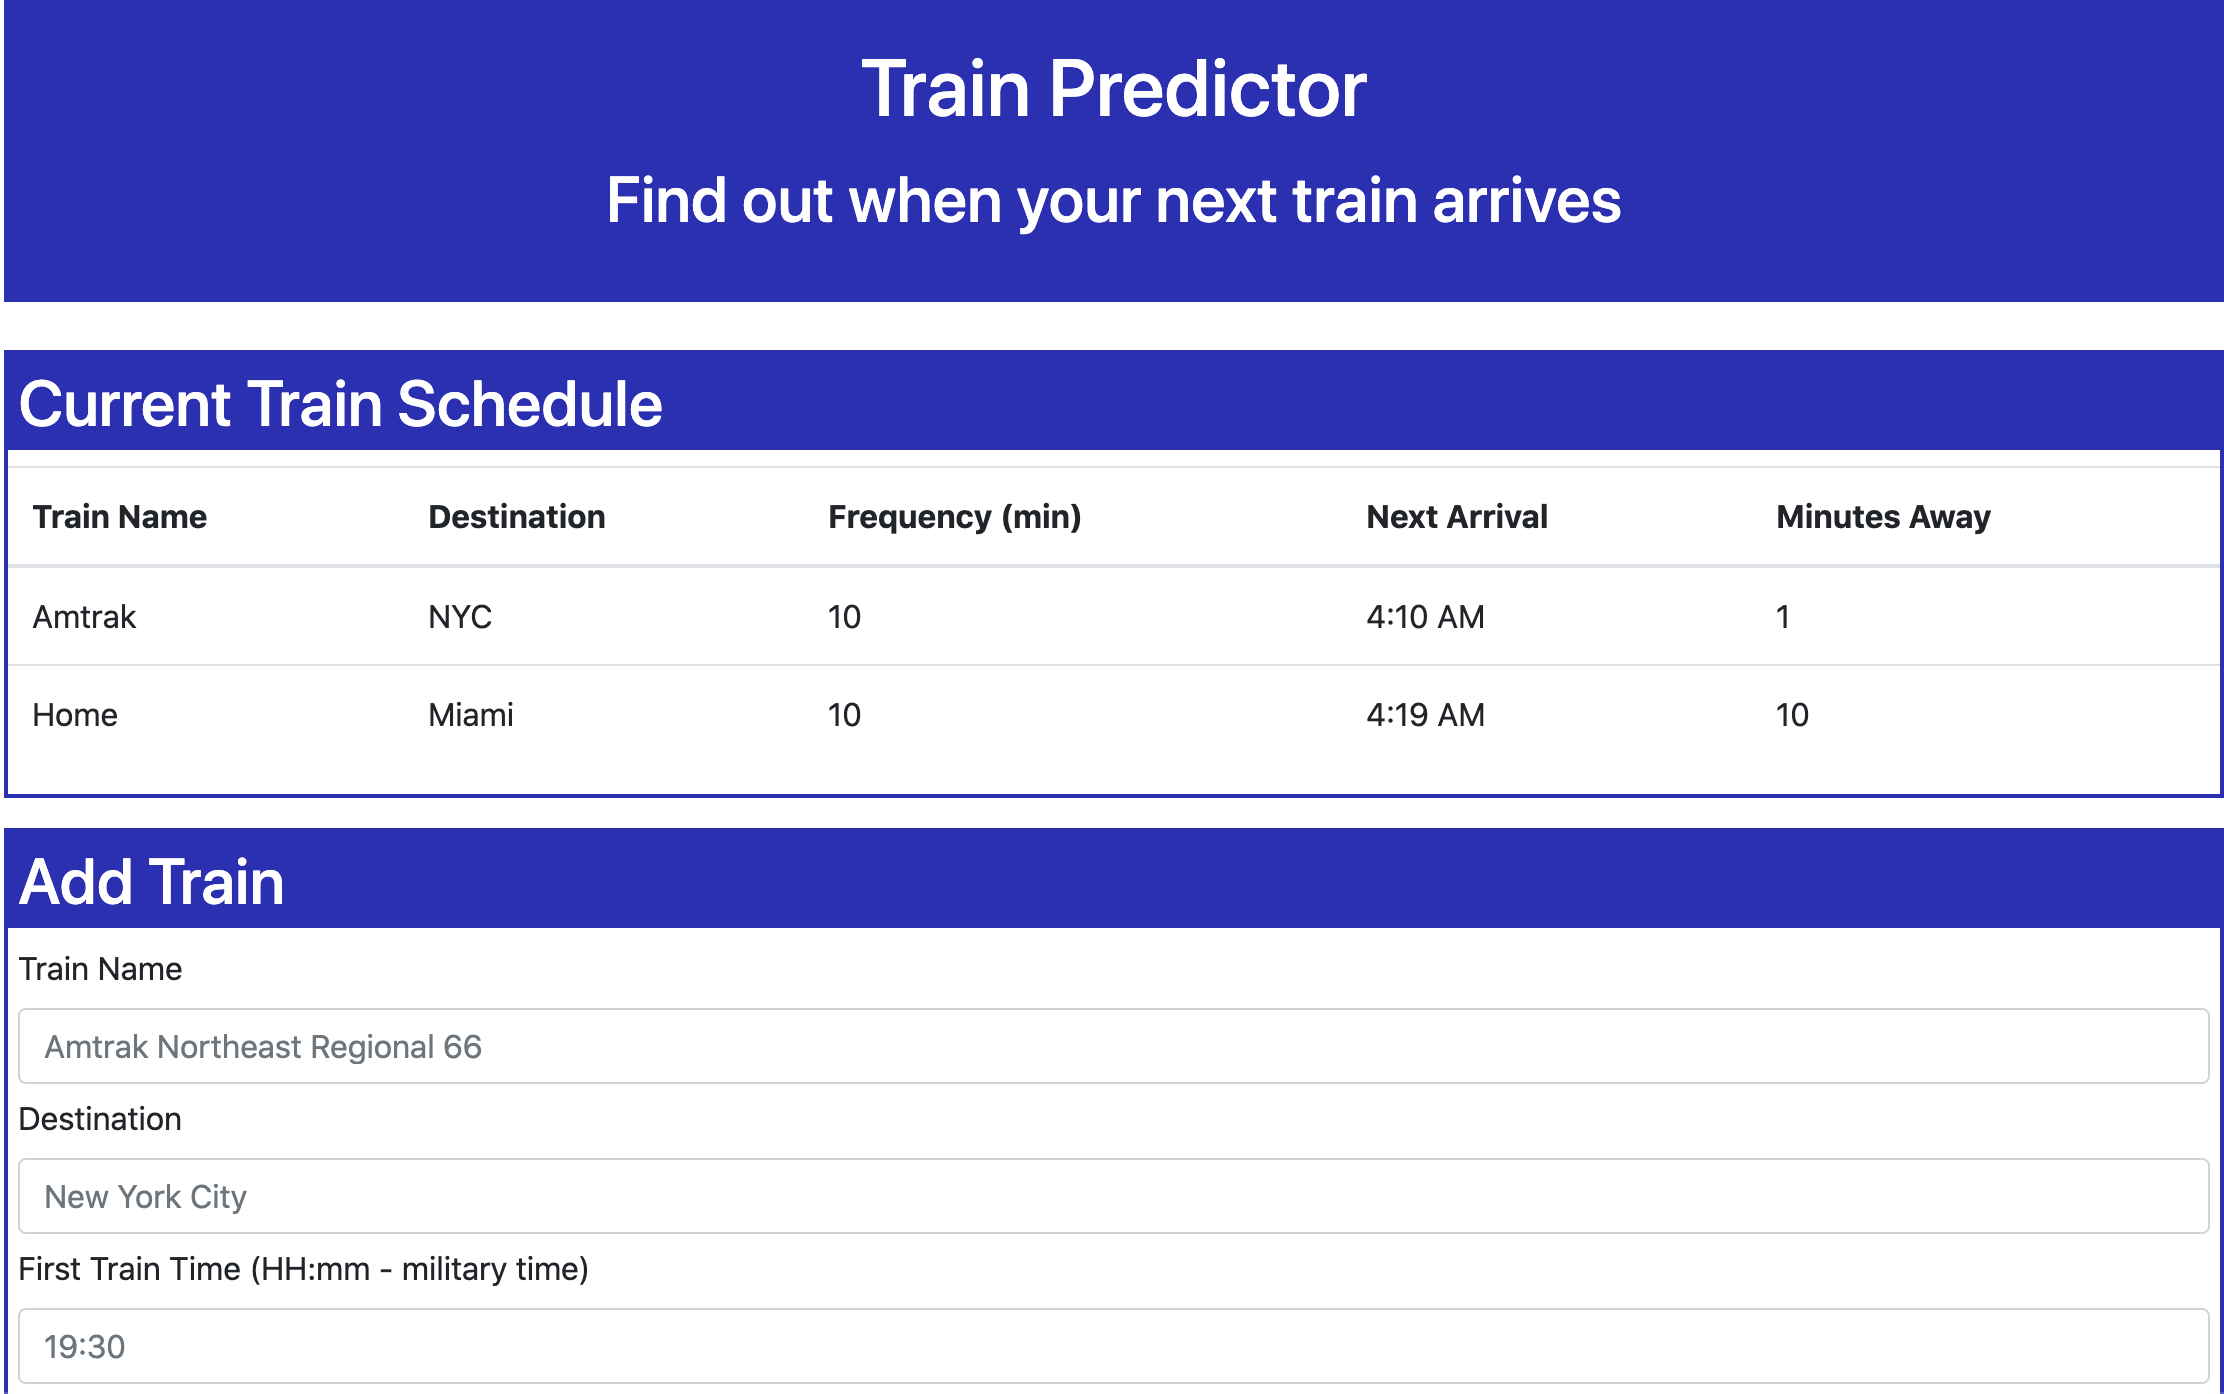 Train Predictor
Find out when your next train arrives
Current Train Schedule
Train Name Destination Frequency (min) Next Arrival Minutes Away
Amtrak NYC 10 4:10 AM 1
Home Miami 10 4:19 AM 10
Add Train
Train Name
Amtrak Northeast Regional 66
Destination
New York City
First Train Time (HH:mm - military time)
19:30